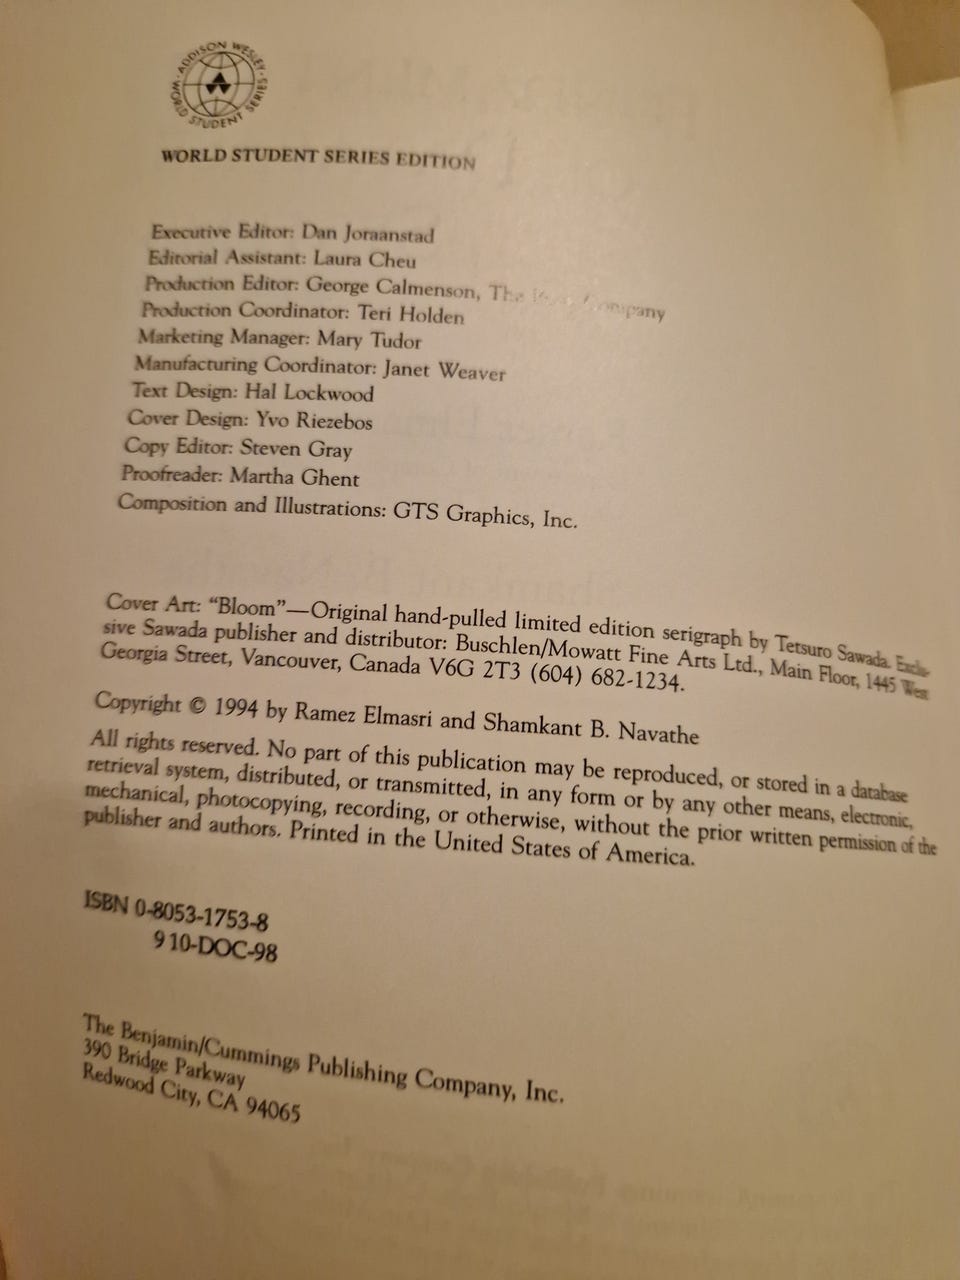 ADDISON WESLEY
WORLD STUDENT SERIES
WORLD STUDENT SERIES EDITION
Executive Editor: Dan Joraanstad
Editorial Assistant: Laura Cheu
Production Editor: George Calmenson, The Company
Production Coordinator: Teri Holden
Marketing Manager: Mary Tudor
Manufacturing Coordinator: Janet Weaver
Text Design: Hal Lockwood
Cover Design: Yvo Riezebos
Copy Editor: Steven Gray
Proofreader: Martha Ghent
Composition and Illustrations: GTS Graphics, Inc.
Cover Art: “Bloom”—Original hand-pulled limited edition serigraph by Tetsuro Sawada. Exclu-
sive Sawada publisher and distributor: Buschlen/Mowatt Fine Arts Ltd., Main Floor, 1445 West
Georgia Street, Vancouver, Canada V6G 2T3 (604) 682-1234.
Copyright © 1994 by Ramez Elmasri and Shamkant B. Navathe
All rights reserved. No part of this publication may be reproduced, or stored in a database
retrieval system, distributed, or transmitted, in any form or by any other means, electronic,
mechanical, photocopying, recording, or otherwise, without the prior written permission of the
publisher and authors. Printed in the United States of America.
ISBN 0-8053-1753-8
9 10-DOC-98
The Benjamin/Cummings Publishing Company, Inc.
390 Bridge Parkway
Redwood City, CA 94065